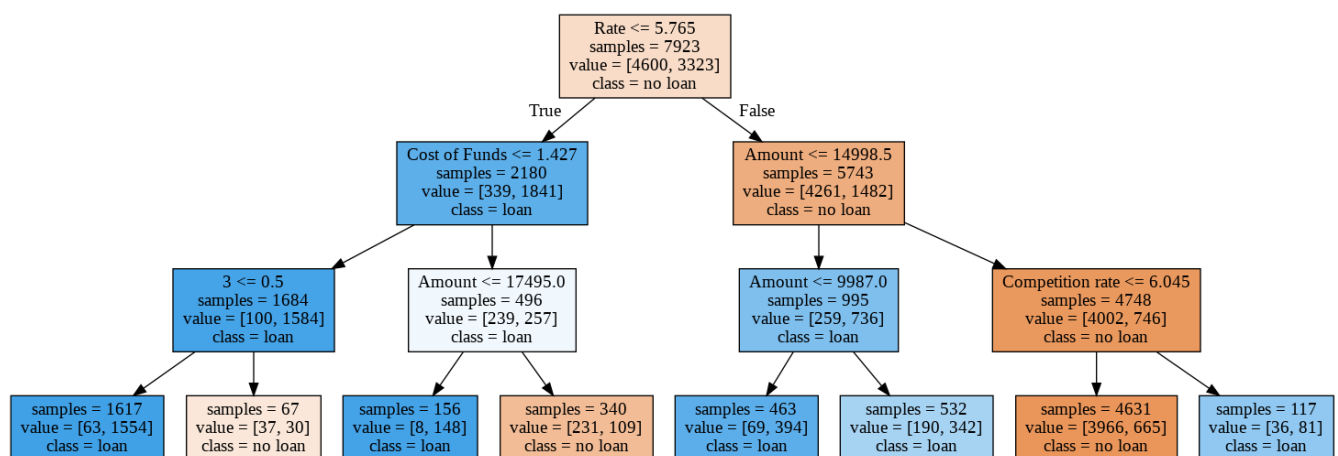 Rate <= 5.765
samples = 7923
value = [4600, 3323]
class = no loan
True
False
Cost of Funds <= 1.427
samples = 2180
value = [339, 1841]
class = loan
Amount <= 14998.5
samples = 5743
value = [4261, 1482]
class = no loan
3 <= 0.5
samples = 1684
value = [100, 1584]
class = loan
Amount <= 17495.0
samples = 496
value = [239, 257]
class = loan
Amount <= 9987.0
samples = 995
value = [259, 736]
class = loan
Competition rate <= 6.045
samples = 4748
value = [4002, 746]
class = no loan
samples = 1617
value = [63, 1554]
class = loan
samples = 67
value = [37, 30]
class = no loan
samples = 156
value = [8, 148]
class = loan
samples = 340
value = [231, 109]
class = no loan
samples = 463
value = [69, 394]
class = loan
samples = 532
value = [190, 342]
class = loan
samples = 4631
value = [3966, 665]
class = no loan
samples = 117
value = [36, 81]
class = loan